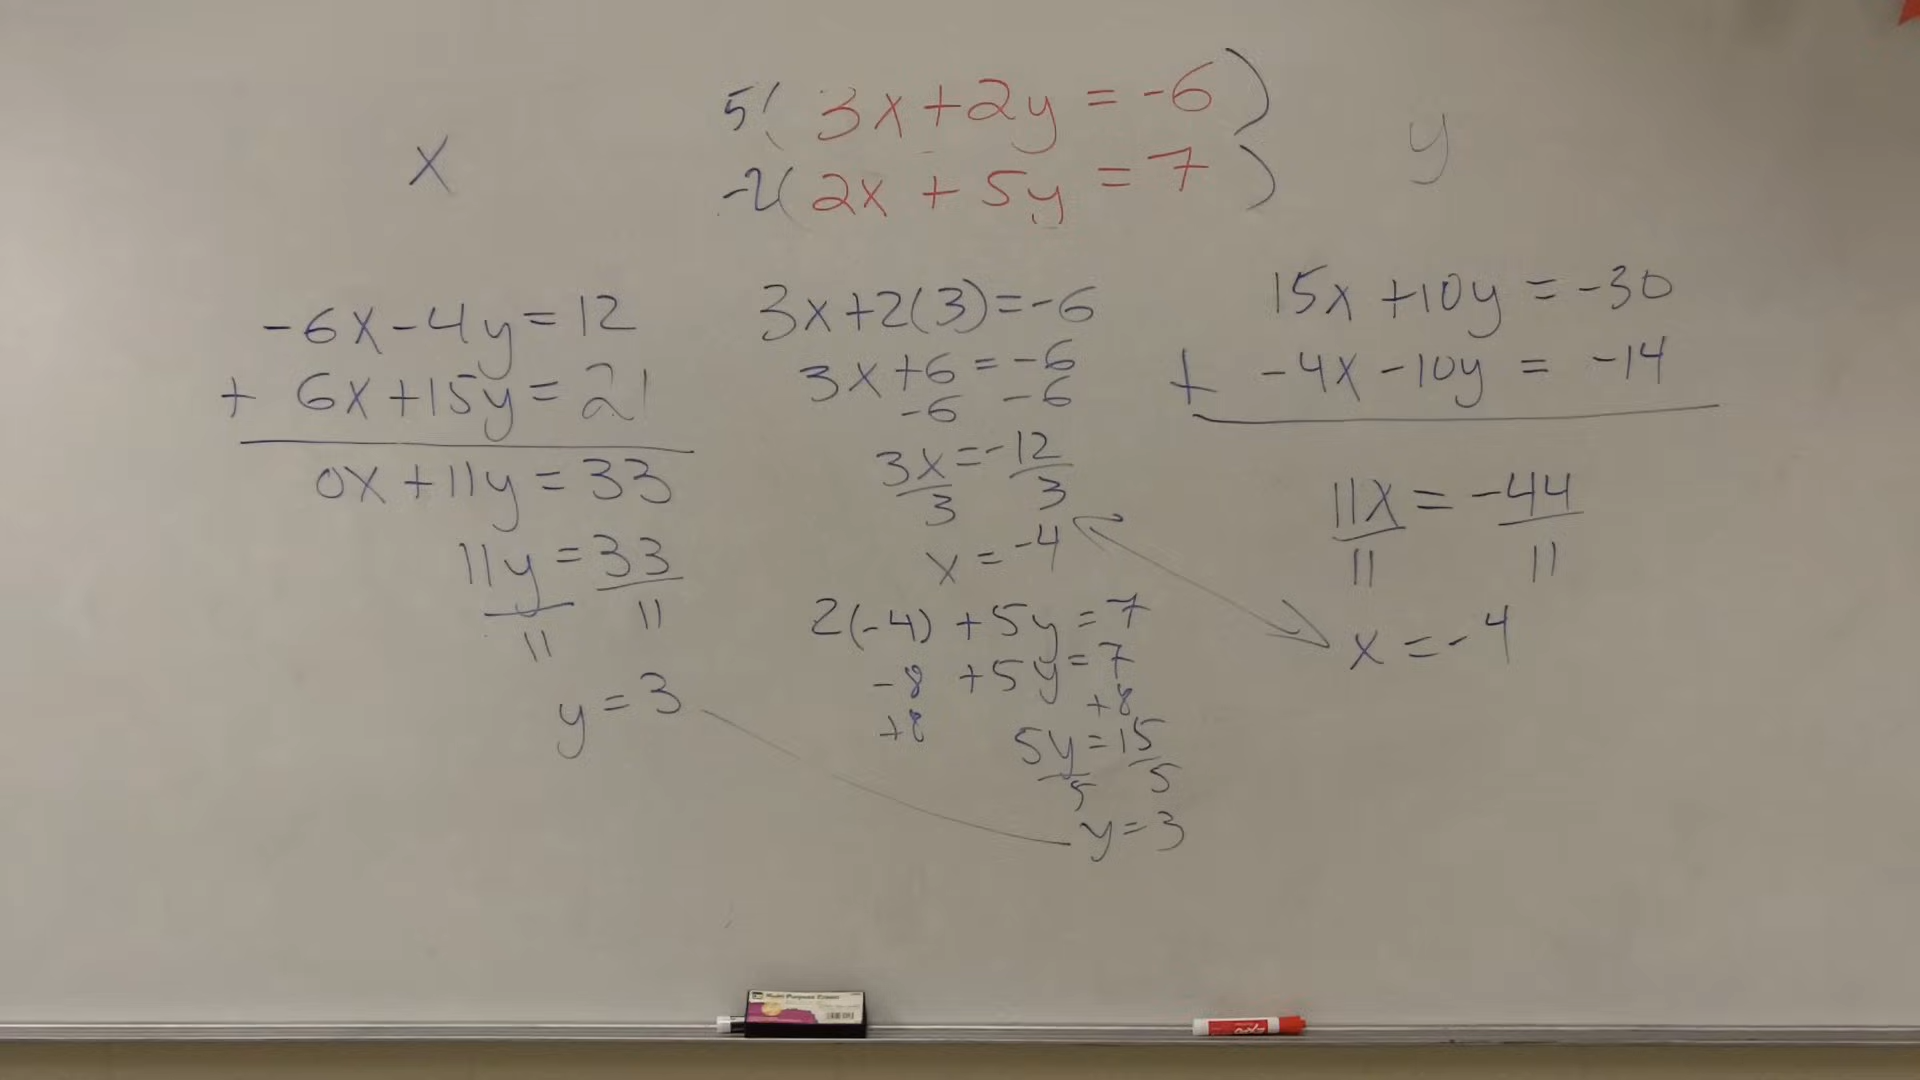 5( 3x+2y = -6 )
-2( 2x + 5y = 7 )
x
y
-6x-4y=12
+ 6x+15y=21
0x+11y=33
11y=33
11 11
y=3
3x+2(3)=-6
3x+6=-6
-6 -6
3x=-12
3 3
x=-4
2(-4) +5y=7
-8 +5y=7
+8 +8
5y=15
5 5
y=3
15x +10y = -30
+ -4x -10y = -14
11x = -44
11 11
x = -4
Multi Purpose Eraser